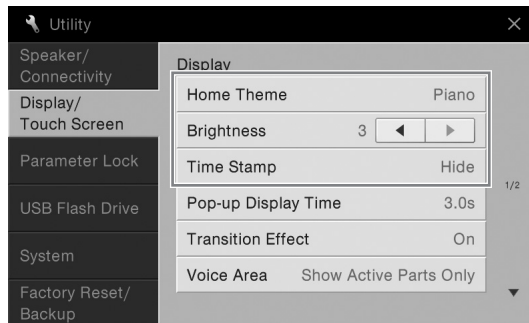 Utility
Speaker/
Connectivity
Display/
Touch Screen
Parameter Lock
USB Flash Drive
System
Factory Reset/
Backup
Display
Home Theme Piano
Brightness 3
Time Stamp Hide
Pop-up Display Time 3.0s
Transition Effect On
Voice Area Show Active Parts Only
1/2